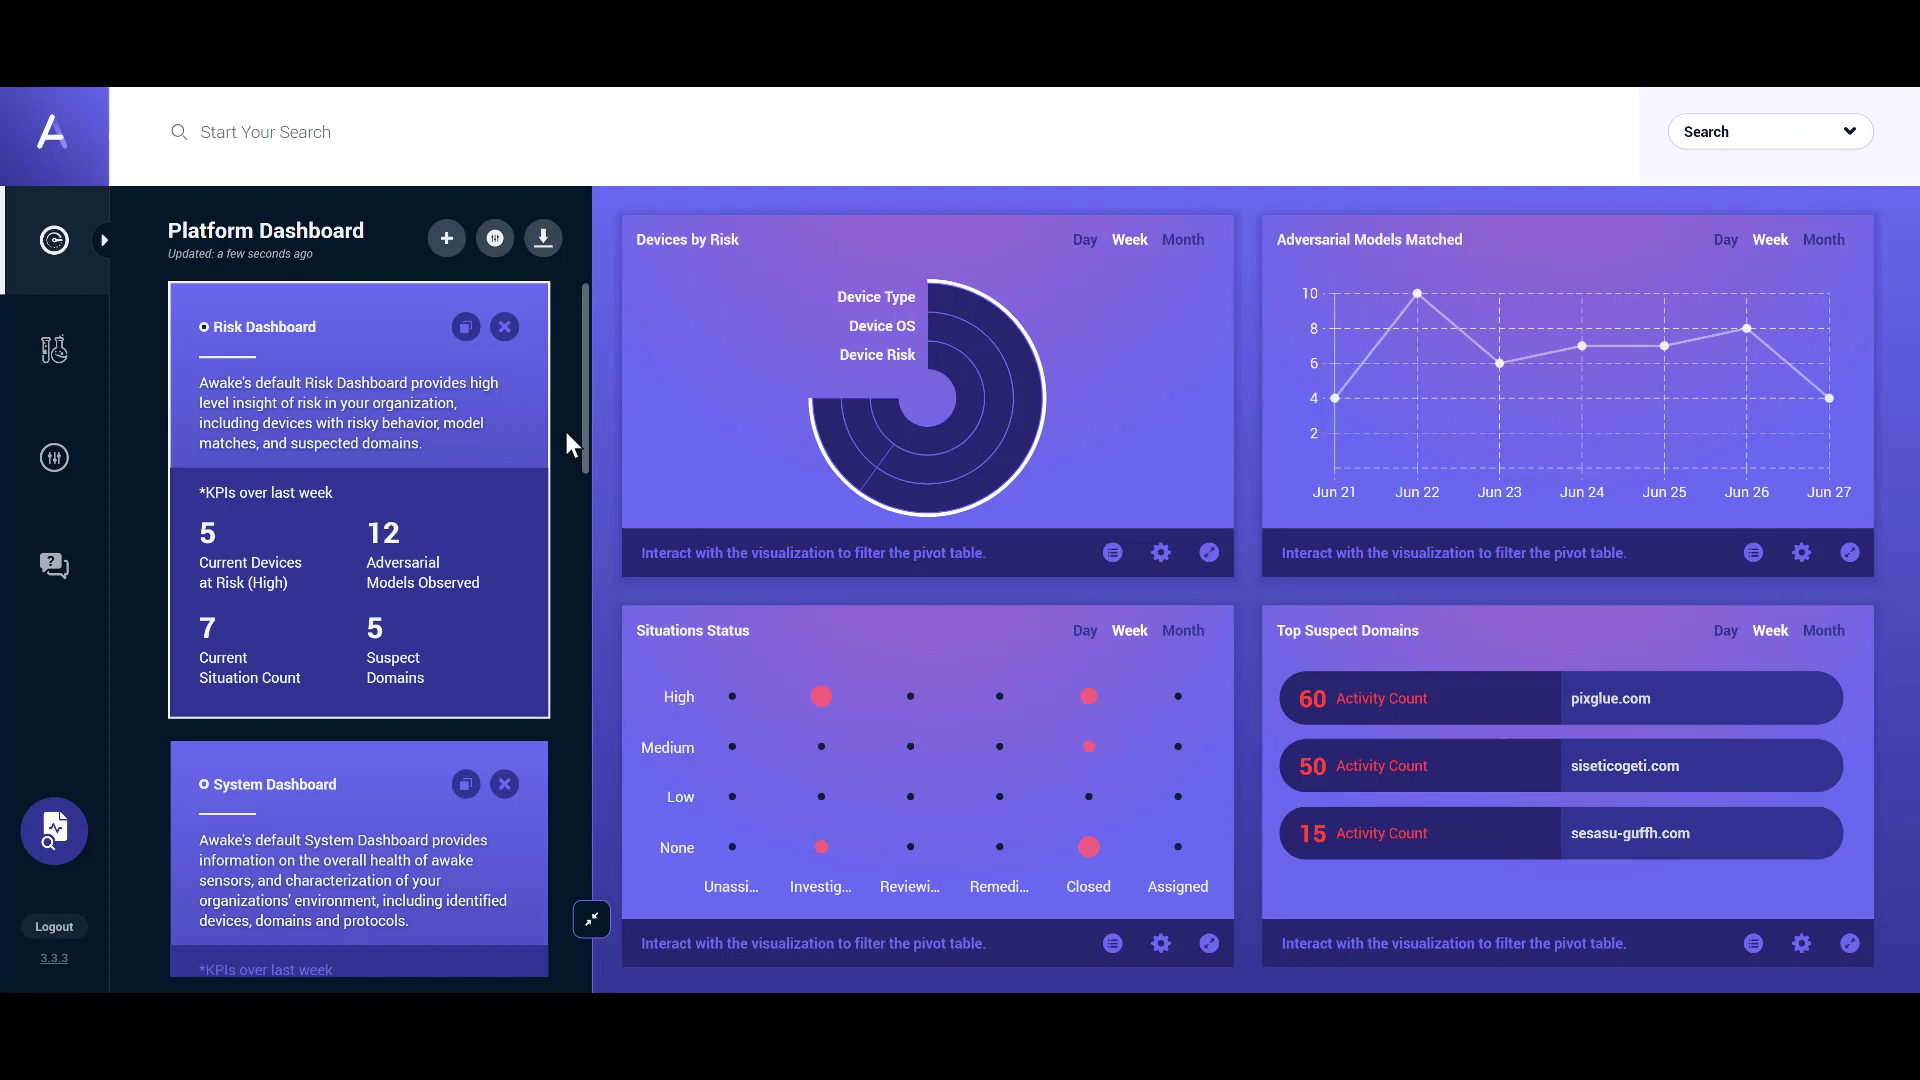 Start Your Search
Search
Platform Dashboard
Updated: a few seconds ago
Risk Dashboard
Awake's default Risk Dashboard provides high
level insight of risk in your organization,
including devices with risky behavior, model
matches, and suspected domains.
*KPIs over last week
5
Current Devices
at Risk (High)
12
Adversarial
Models Observed
7
Current
Situation Count
5
Suspect
Domains
System Dashboard
Awake's default System Dashboard provides
information on the overall health of awake
sensors, and characterization of your
organizations' environment, including identified
devices, domains and protocols.
*KPIs over last week
Logout
3.3.3
Devices by Risk
Day Week Month
Device Type
Device OS
Device Risk
Interact with the visualization to filter the pivot table.
Adversarial Models Matched
Day Week Month
10
8
6
4
2
Jun 21 Jun 22 Jun 23 Jun 24 Jun 25 Jun 26 Jun 27
Interact with the visualization to filter the pivot table.
Situations Status
Day Week Month
High
Medium
Low
None
Unassi... Investig... Reviewi... Remedi... Closed Assigned
Interact with the visualization to filter the pivot table.
Top Suspect Domains
Day Week Month
60 Activity Count pixglue.com
50 Activity Count siseticogeti.com
15 Activity Count sesasu-guffh.com
Interact with the visualization to filter the pivot table.